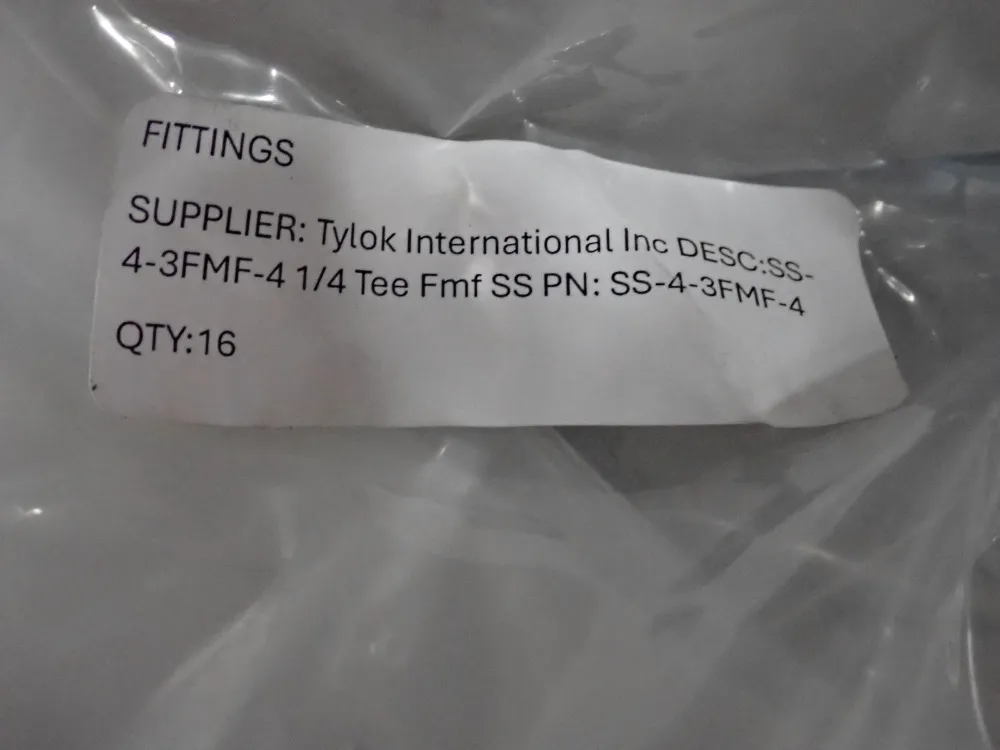 FITTINGS
SUPPLIER: Tylok International Inc DESC:SS-
4-3FMF-4 1/4 Tee Fmf SS PN: SS-4-3FMF-4
QTY:16